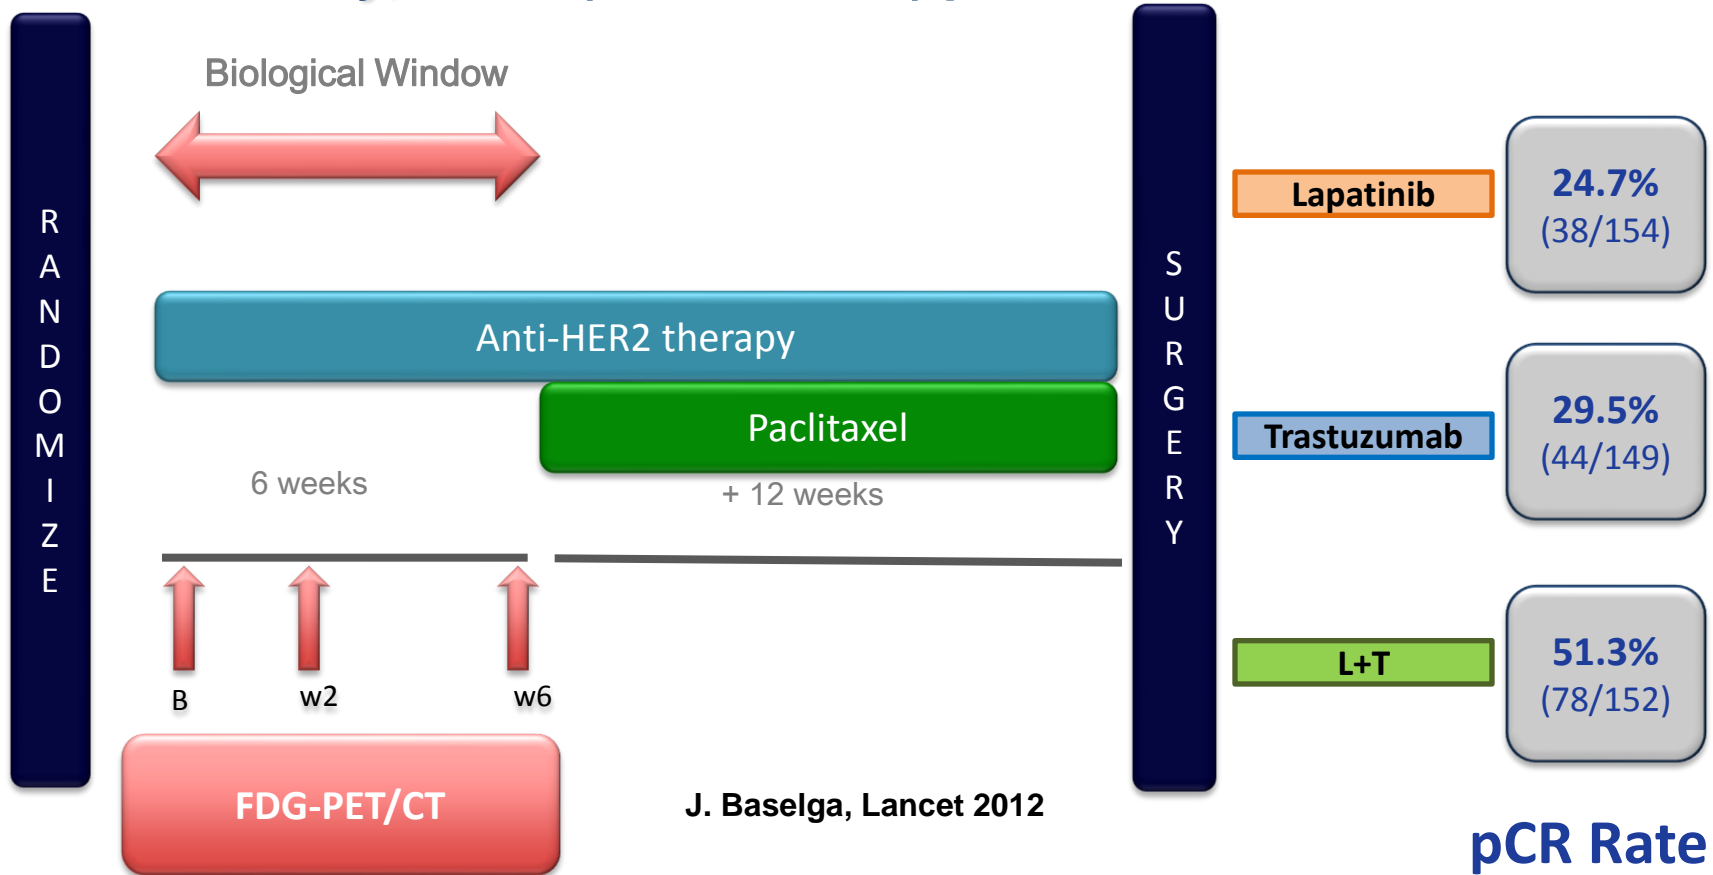 Biological Window
RANDOMIZE
Anti-HER2 therapy
Paclitaxel
6 weeks
+ 12 weeks
B
w2
w6
FDG-PET/CT
J. Baselga, Lancet 2012
SURGERY
Lapatinib
24.7%
(38/154)
Trastuzumab
29.5%
(44/149)
L+T
51.3%
(78/152)
pCR Rate